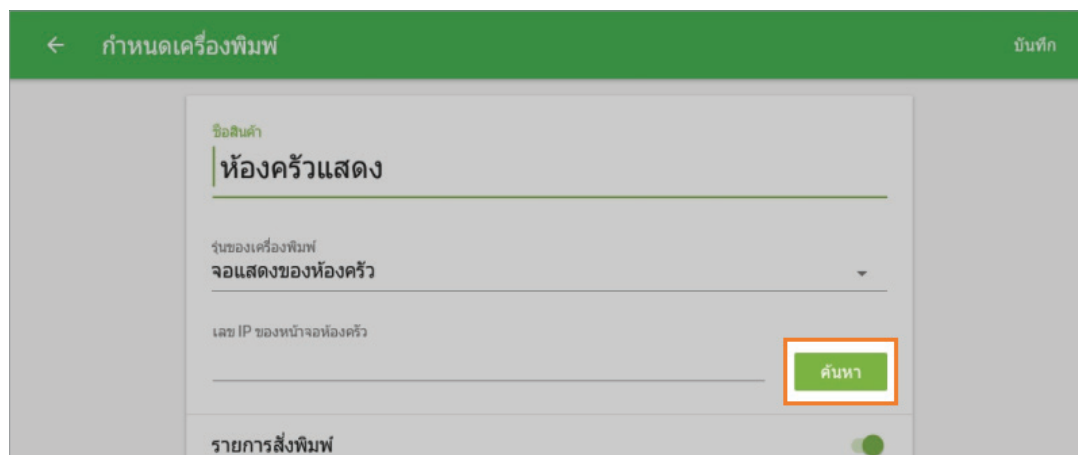 กำหนดเครื่องพิมพ์
บันทึก
ชื่อสินค้า
ห้องครัวแสดง
รุ่นของเครื่องพิมพ์
จอแสดงของห้องครัว
เลข IP ของหน้าจอห้องครัว
ค้นหา
รายการสั่งพิมพ์